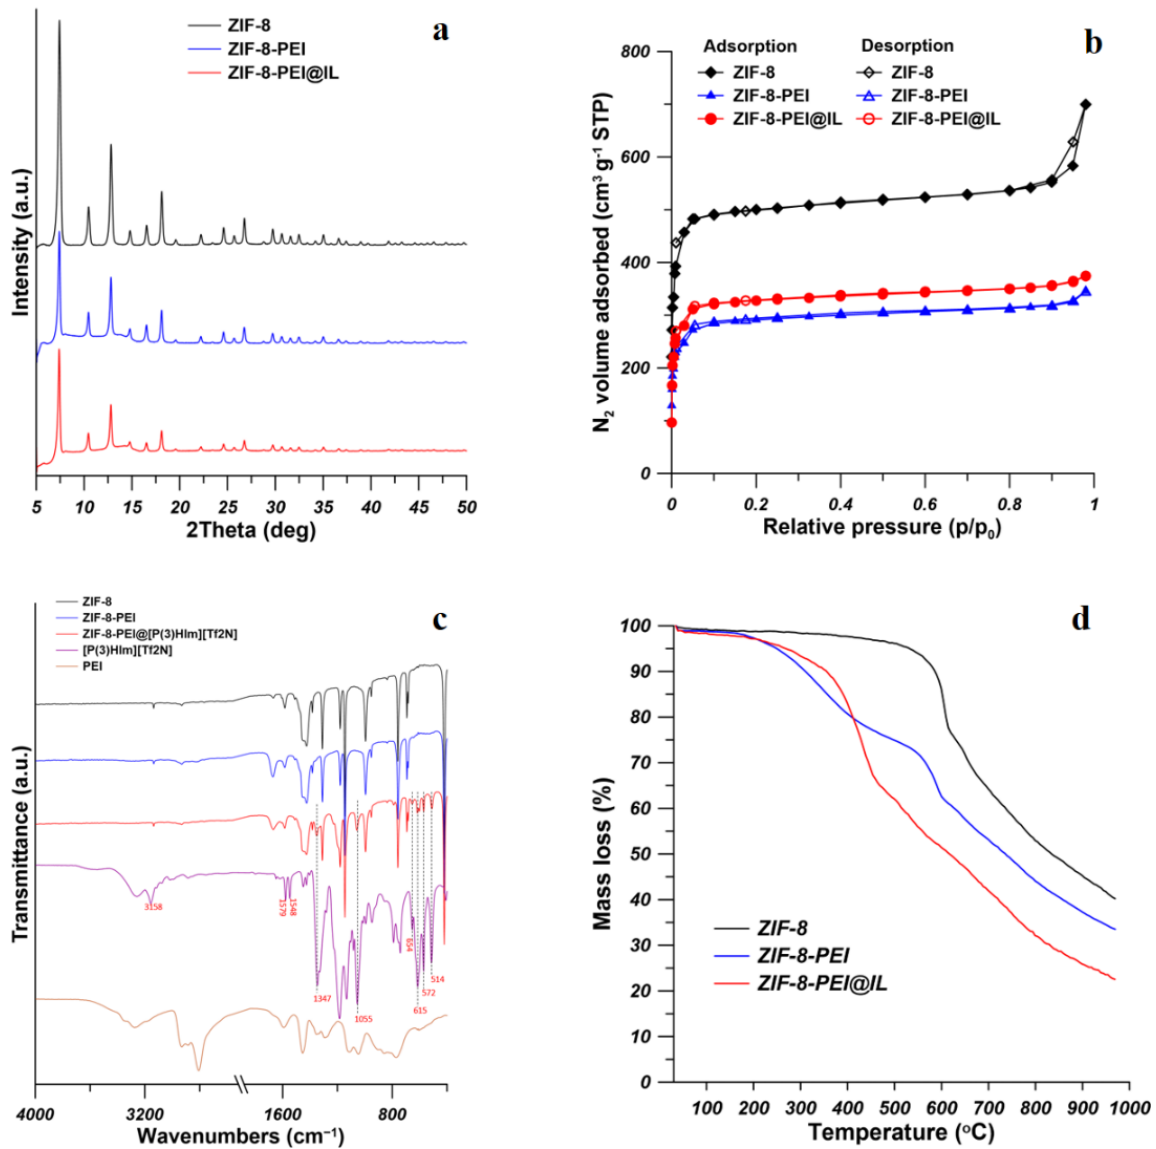 ZIF-8
ZIF-8-PEI
ZIF-8-PEI@IL
a
Intensity (a.u.)
5 10 15 20 25 30 35 40 45 50
2Theta (deg)
b
Adsorption Desorption
ZIF-8 ZIF-8
ZIF-8-PEI ZIF-8-PEI
ZIF-8-PEI@IL ZIF-8-PEI@IL
N2 volume adsorbed (cm3 g-1 STP)
800
600
400
200
0
0 0.2 0.4 0.6 0.8 1
Relative pressure (p/p0)
c
ZIF-8
ZIF-8-PEI
ZIF-8-PEI@[P(3)HIm][Tf2N]
[P(3)HIm][Tf2N]
PEI
Transmittance (a.u.)
3158
1579
1548
1347
1055
654
615
572
514
4000 3200 1600 800
Wavenumbers (cm−1)
d
Mass loss (%)
100
90
80
70
60
50
40
30
20
10
0
ZIF-8
ZIF-8-PEI
ZIF-8-PEI@IL
100 200 300 400 500 600 700 800 900 1000
Temperature (oC)